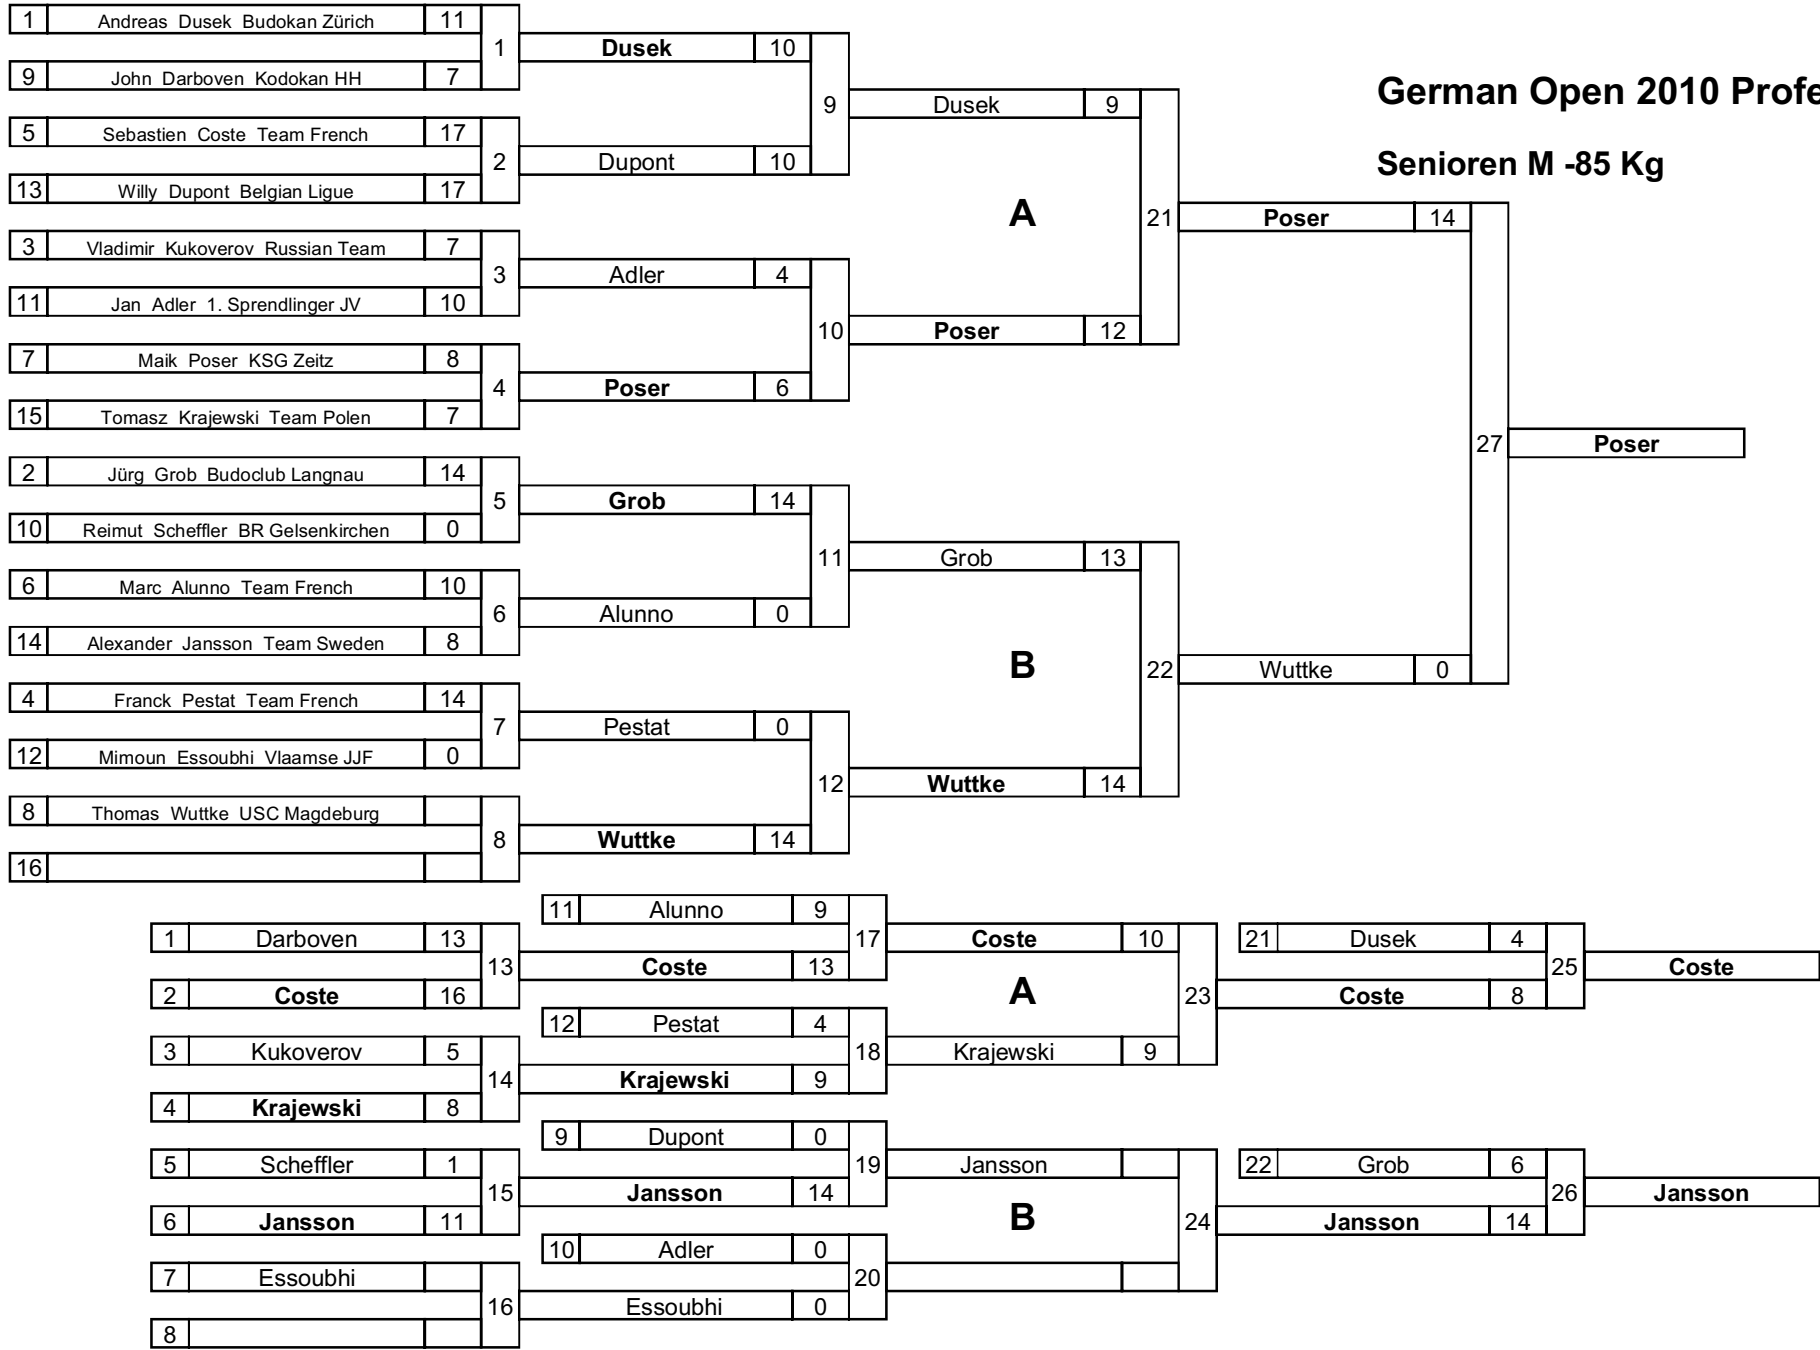 German Open 2010 Profe
Senioren M -85 Kg
1 Andreas Dusek Budokan Zürich 11
9 John Darboven Kodokan HH 7
1
5 Sebastien Coste Team French 17
13 Willy Dupont Belgian Ligue 17
2
3 Vladimir Kukoverov Russian Team 7
11 Jan Adler 1. Sprendlinger JV 10
3
7 Maik Poser KSG Zeitz 8
15 Tomasz Krajewski Team Polen 7
4
2 Jürg Grob Budoclub Langnau 14
10 Reimut Scheffler BR Gelsenkirchen 0
5
6 Marc Alunno Team French 10
14 Alexander Jansson Team Sweden 8
6
4 Franck Pestat Team French 14
12 Mimoun Essoubhi Vlaamse JJF 0
7
8 Thomas Wuttke USC Magdeburg
16
8
Dusek 10
Dupont 10
9
Adler 4
Poser 6
10
Grob 14
Alunno 0
11
Pestat 0
Wuttke 14
12
Dusek 9
A
Poser 12
21
Grob 13
B
Wuttke 14
22
Poser 14
Wuttke 0
27
Poser
1 Darboven 13
2 Coste 16
13
3 Kukoverov 5
4 Krajewski 8
14
5 Scheffler 1
6 Jansson 11
15
7 Essoubhi
8
16
11 Alunno 9
Coste 13
17
12 Pestat 4
Krajewski 9
18
9 Dupont 0
Jansson 14
19
10 Adler 0
Essoubhi 0
20
Coste 10
A
Krajewski 9
23
Jansson
B
24
21 Dusek 4
Coste 8
25
Coste
22 Grob 6
Jansson 14
26
Jansson